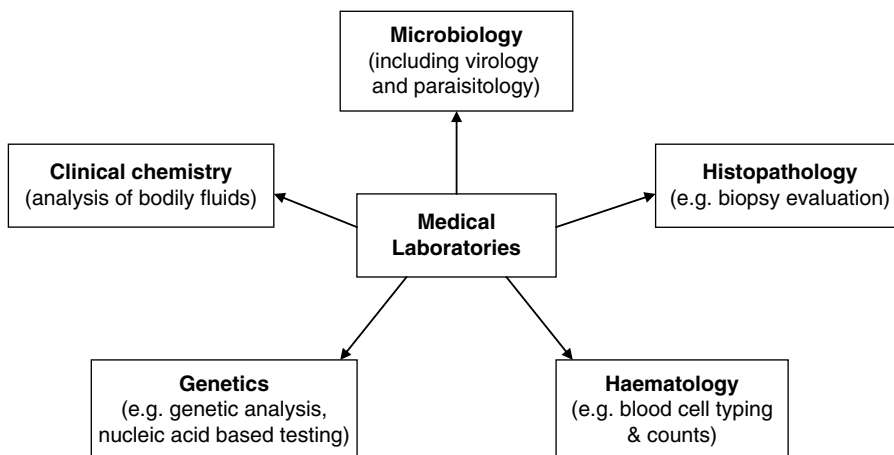 Microbiology
(including virology
and paraisitology)
Clinical chemistry
(analysis of bodily fluids)
Histopathology
(e.g. biopsy evaluation)
Medical
Laboratories
Genetics
(e.g. genetic analysis,
nucleic acid based testing)
Haematology
(e.g. blood cell typing
& counts)